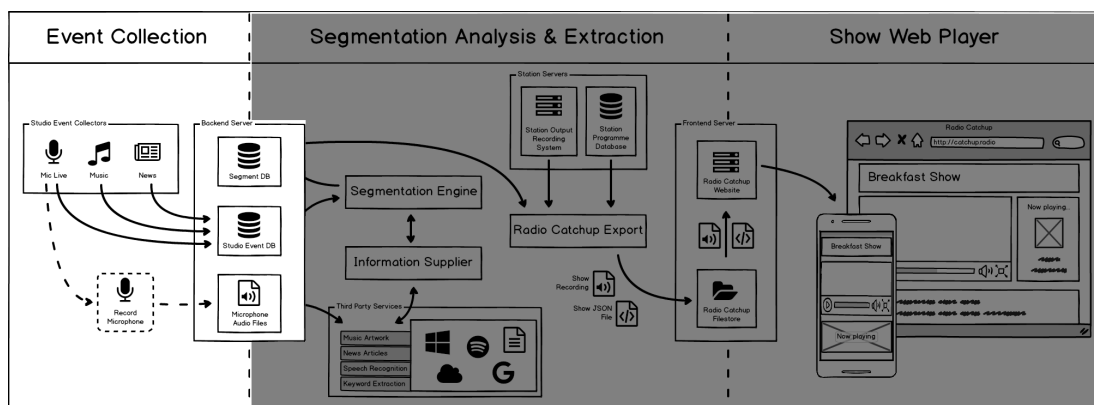 Event Collection
Segmentation Analysis & Extraction
Show Web Player
Studio Event Collectors
Mic Live
Music
News
Record
Microphone
Backend Server
Segment DB
Studio Event DB
Microphone
Audio Files
Segmentation Engine
Information Supplier
Third Party Services
Music Artwork
News Articles
Speech Recognition
Keyword Extraction
Station Servers
Station Output
Recording
System
Station
Programme
Database
Radio Catchup Export
Show
Recording
Show JSON
File
Frontend Server
Radio Catchup
Website
Radio Catchup
Filestore
Radio Catchup
http://catchup.radio
Breakfast Show
Now playing..
Breakfast Show
Now playing